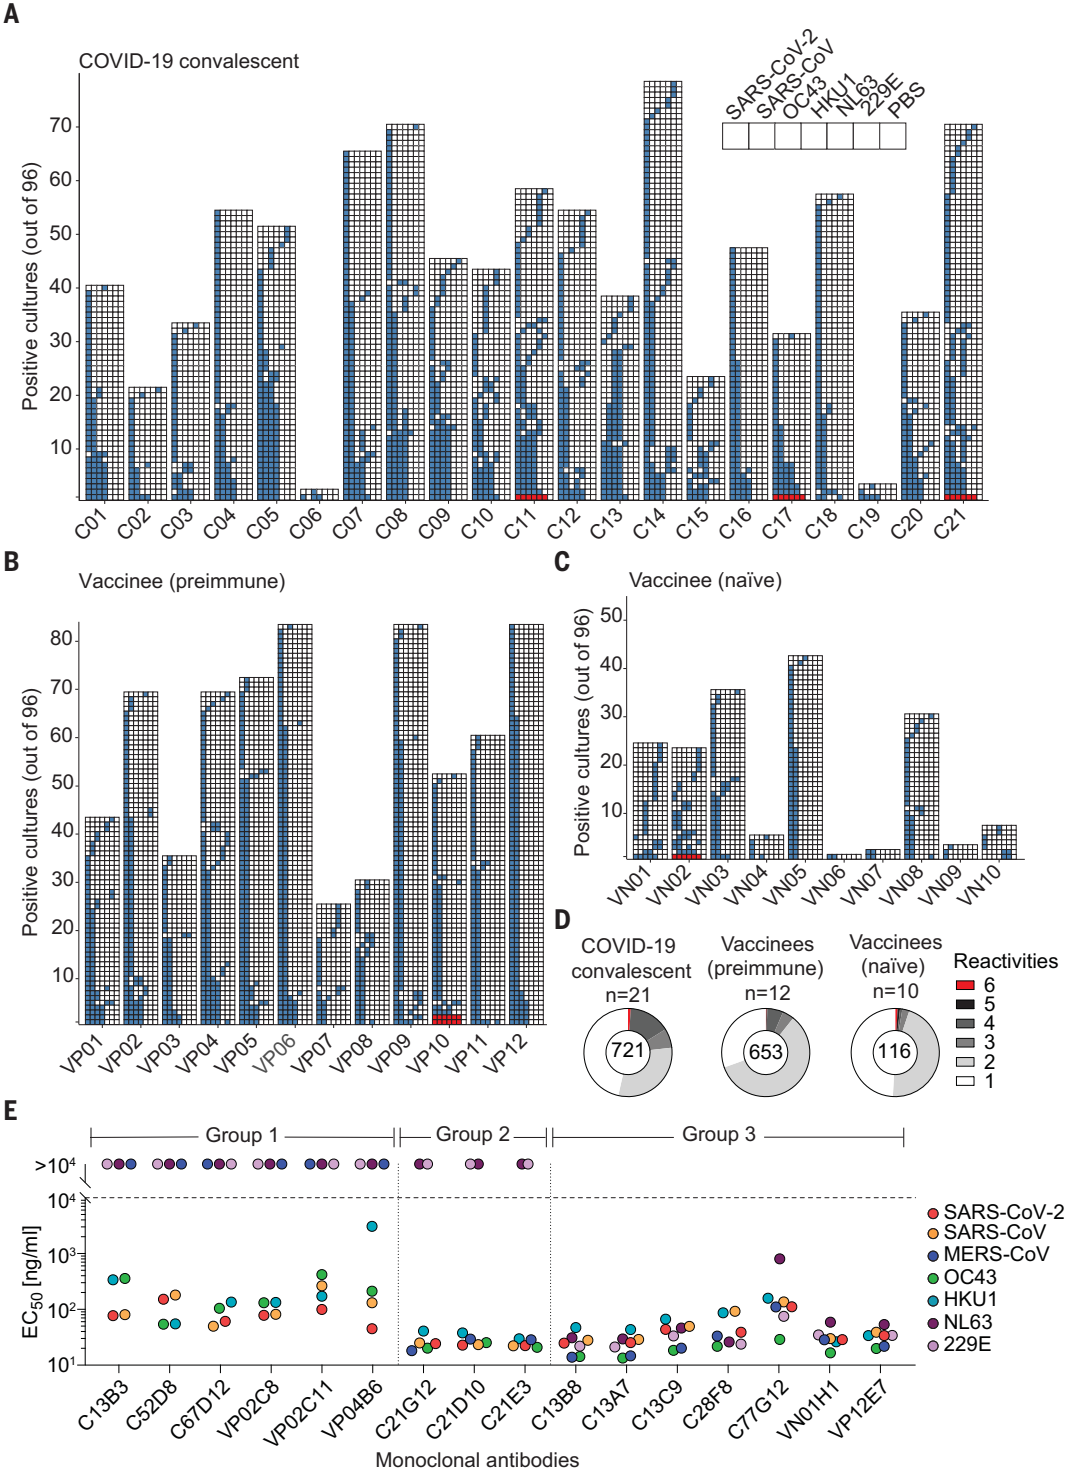 A
COVID-19 convalescent
SARS-CoV-2
SARS-CoV
OC43
HKU1
NL63
229E
PBS
Positive cultures (out of 96)
70
60
50
40
30
20
10
C01
C02
C03
C04
C05
C06
C07
C08
C09
C10
C11
C12
C13
C14
C15
C16
C17
C18
C19
C20
C21
B
Vaccinee (preimmune)
Positive cultures (out of 96)
80
70
60
50
40
30
20
10
VP01
VP02
VP03
VP04
VP05
VP06
VP07
VP08
VP09
VP10
VP11
VP12
C
Vaccinee (naïve)
Positive cultures (out of 96)
50
40
30
20
10
VN01
VN02
VN03
VN04
VN05
VN06
VN07
VN08
VN09
VN10
D
COVID-19
convalescent
n=21
721
Vaccinees
(preimmune)
n=12
653
Vaccinees
(naïve)
n=10
116
Reactivities
6
5
4
3
2
1
E
Group 1
Group 2
Group 3
EC50 [ng/ml]
>10⁴
10⁴
10³
10²
10¹
C13B3
C52D8
C67D12
VP02C8
VP02C11
VP04B6
C21G12
C21D10
C21E3
C13B8
C13A7
C13C9
C28F8
C77G12
VN01H1
VP12E7
Monoclonal antibodies
SARS-CoV-2
SARS-CoV
MERS-CoV
OC43
HKU1
NL63
229E